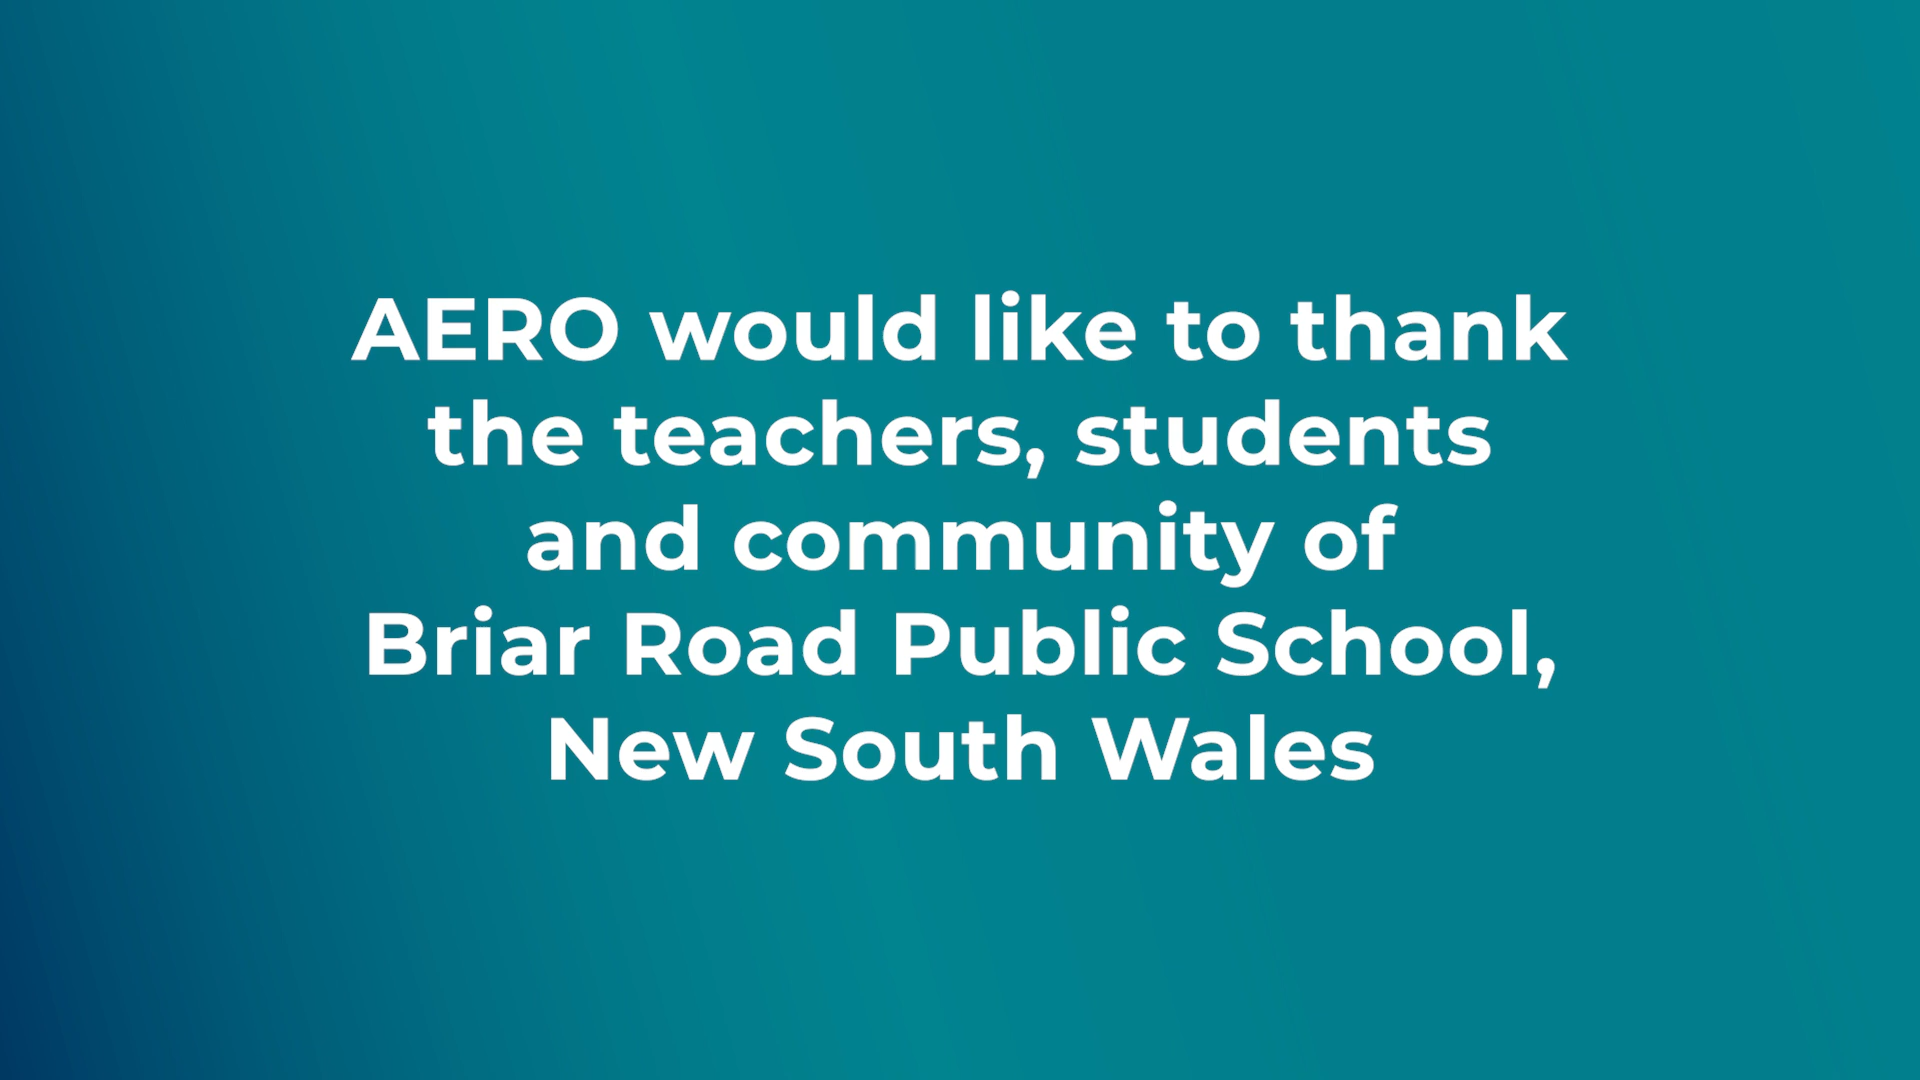 AERO would like to thank
the teachers, students
and community of
Briar Road Public School,
New South Wales